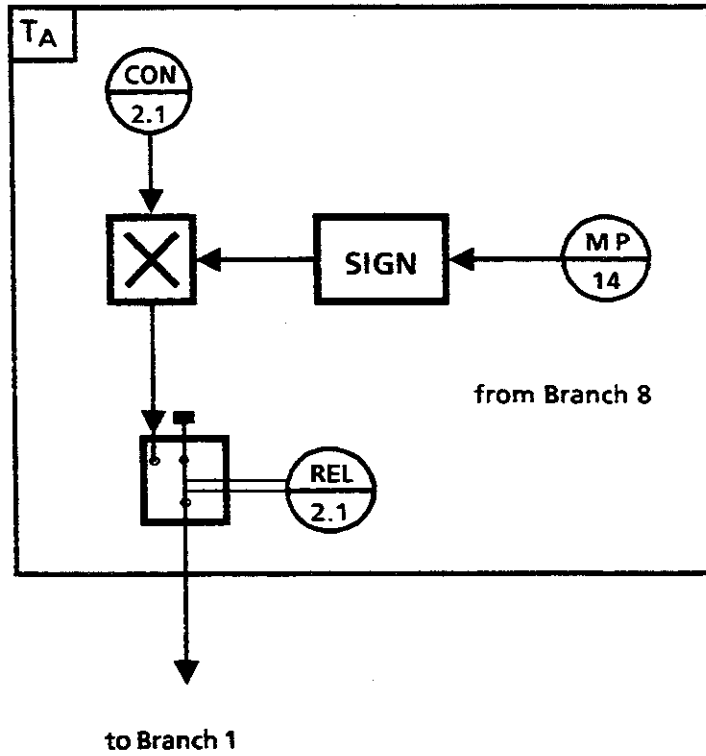 TA
CON
2.1
SIGN
MP
14
from Branch 8
REL
2.1
to Branch 1